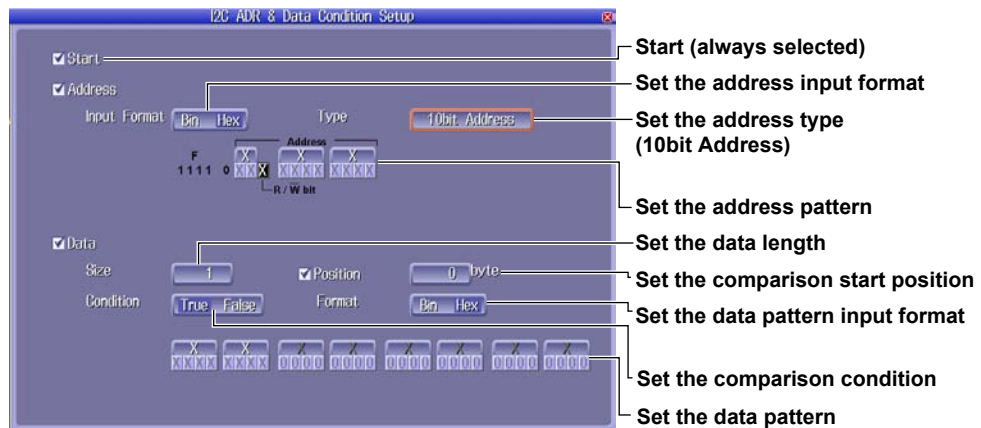 I2C ADR & Data Condition Setup
Start
Start (always selected)
Address
Set the address input format
Input Format Bin Hex Type 10bit Address
Set the address type
(10bit Address)
Address
F X X X
1111 0 XX X XXXX XXXX
R / W bit
Set the address pattern
Data
Set the data length
Size 1 Position 0 byte
Set the comparison start position
Condition True False Format Bin Hex
Set the data pattern input format
X X X X X X X X
XXXX XXXX 0000 0000 0000 0000 0000 0000
Set the comparison condition
Set the data pattern